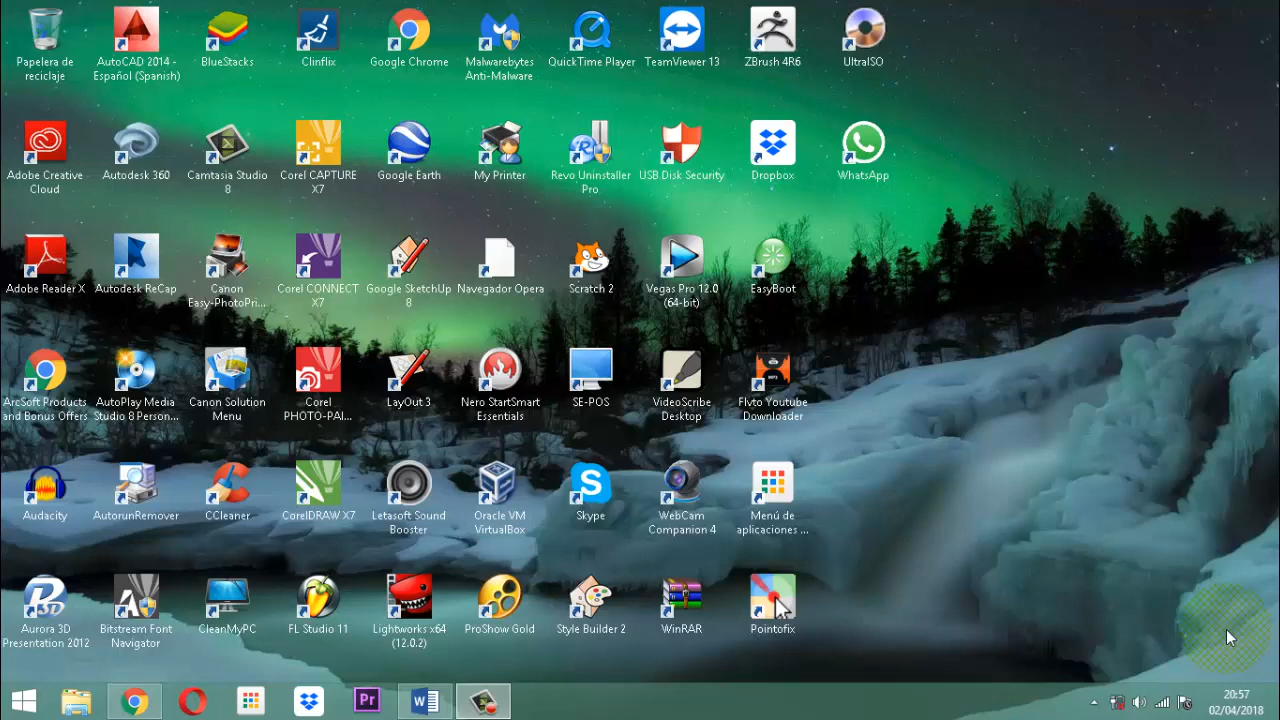 Papelera de
reciclaje
AutoCAD 2014 -
Español (Spanish)
BlueStacks
Clinflix
Google Chrome
Malwarebytes
Anti-Malware
QuickTime Player
TeamViewer 13
ZBrush 4R6
UltraISO
Adobe Creative
Cloud
Autodesk 360
Camtasia Studio
8
Corel CAPTURE
X7
Google Earth
My Printer
Revo Uninstaller
Pro
USB Disk Security
Dropbox
WhatsApp
Adobe Reader X
Autodesk ReCap
Canon
Easy-PhotoPri...
Corel CONNECT
X7
Google SketchUp
8
Navegador Opera
Scratch 2
Vegas Pro 12.0
(64-bit)
EasyBoot
ArcSoft Products
and Bonus Offers
AutoPlay Media
Studio 8 Person...
Canon Solution
Menu
Corel
PHOTO-PAI...
LayOut 3
Nero StartSmart
Essentials
SE-POS
VideoScribe
Desktop
MP3
Flvto Youtube
Downloader
Audacity
AutorunRemover
CCleaner
CorelDRAW X7
Letasoft Sound
Booster
Oracle VM
VirtualBox
Skype
WebCam
Companion 4
Menú de
aplicaciones ...
Aurora 3D
Presentation 2012
Bitstream Font
Navigator
CleanMyPC
FL Studio 11
Lightworks x64
(12.0.2)
ProShow Gold
Style Builder 2
WinRAR
Pointofix
Pr
20:57
02/04/2018